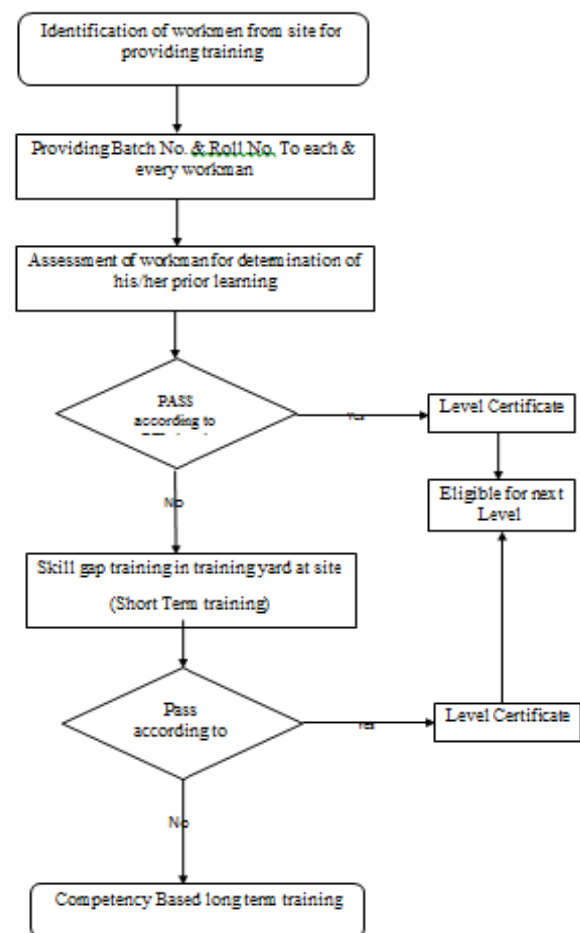 Identification of workmen from site for
providing training
Providing Batch No. & Roll No. To each &
every workman
Assessment of workman for determination of
his/her prior learning
PASS
according to
Yes
Level Certificate
Eligible for next
Level
No
Skill gap training in training yard at site
(Short Term training)
Pass
according to
Yes
Level Certificate
No
Competency Based long term training